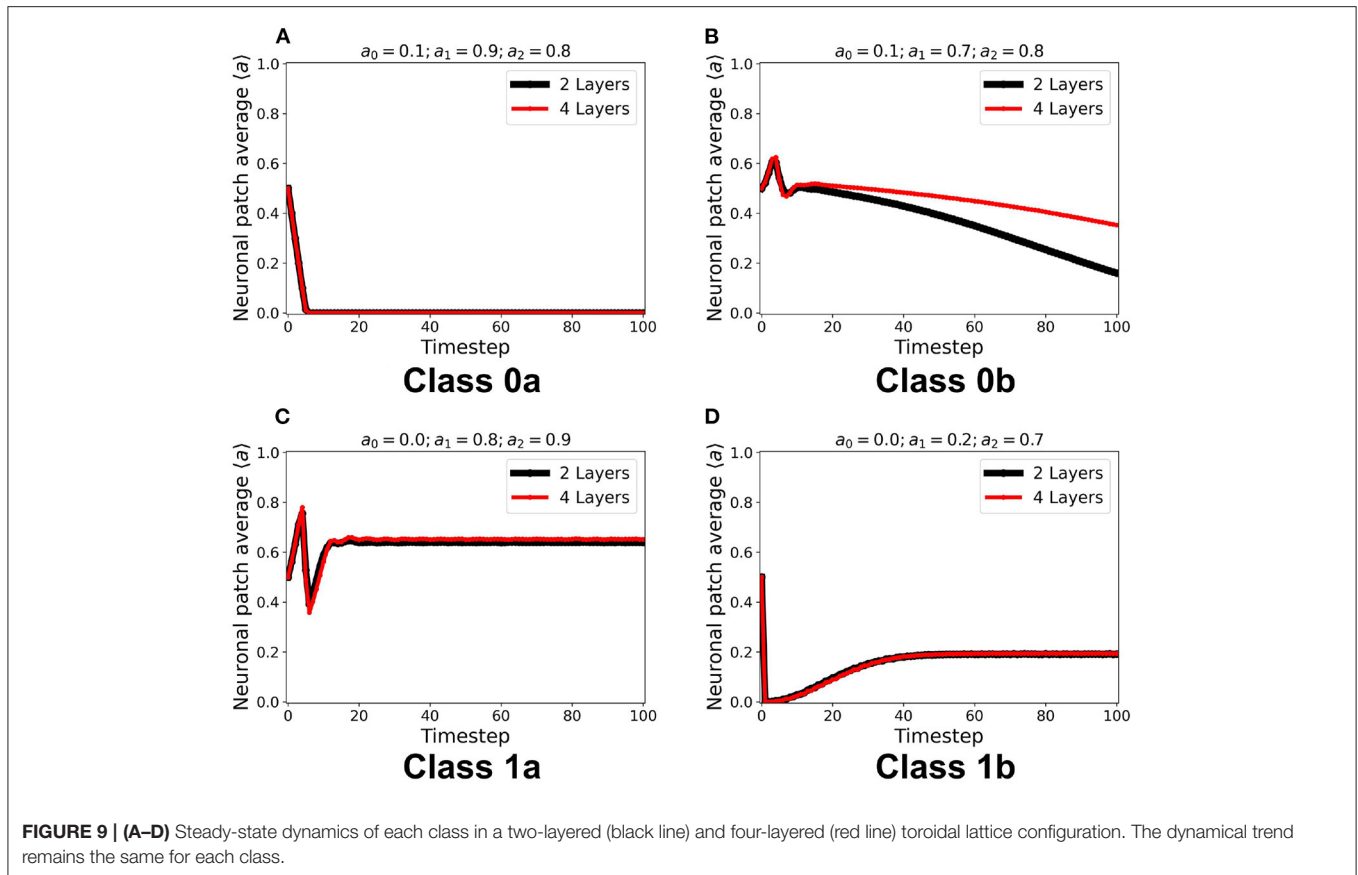 A
a₀ = 0.1; a₁ = 0.9; a₂ = 0.8
1.0
0.8
0.6
0.4
0.2
0.0
Neuronal patch average ⟨a⟩
2 Layers
4 Layers
0 20 40 60 80 100
Timestep
Class 0a
B
a₀ = 0.1; a₁ = 0.7; a₂ = 0.8
1.0
0.8
0.6
0.4
0.2
0.0
Neuronal patch average ⟨a⟩
2 Layers
4 Layers
0 20 40 60 80 100
Timestep
Class 0b
C
a₀ = 0.0; a₁ = 0.8; a₂ = 0.9
1.0
0.8
0.6
0.4
0.2
0.0
Neuronal patch average ⟨a⟩
2 Layers
4 Layers
0 20 40 60 80 100
Timestep
Class 1a
D
a₀ = 0.0; a₁ = 0.2; a₂ = 0.7
1.0
0.8
0.6
0.4
0.2
0.0
Neuronal patch average ⟨a⟩
2 Layers
4 Layers
0 20 40 60 80 100
Timestep
Class 1b
FIGURE 9 | (A–D) Steady-state dynamics of each class in a two-layered (black line) and four-layered (red line) toroidal lattice configuration. The dynamical trend
remains the same for each class.